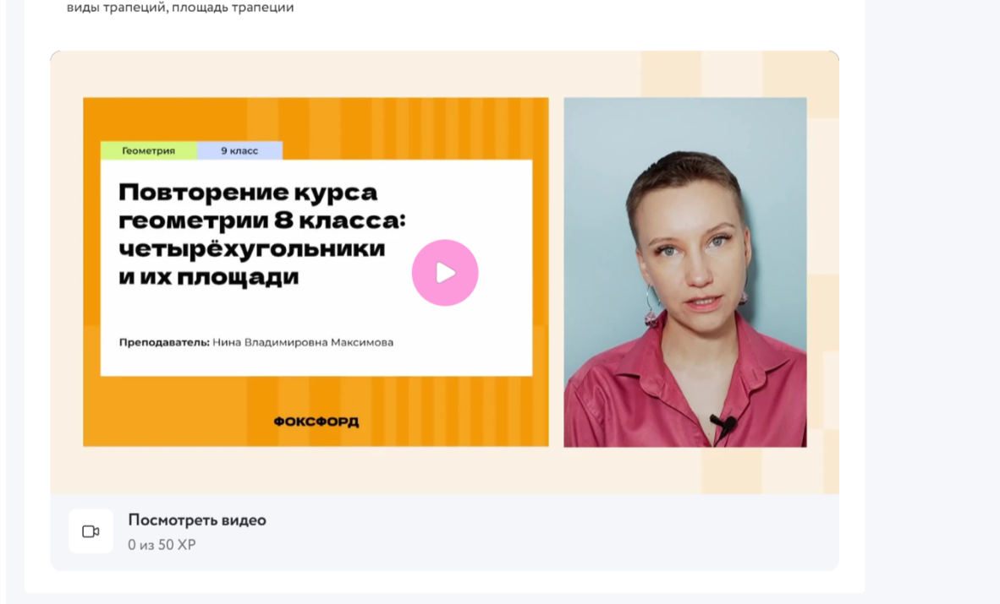 виды трапеций, площадь трапеции
Геометрия
9 класс
Повторение курса
геометрии 8 класса:
четырёхугольники
и их площади
Преподаватель: Нина Владимировна Максимова
ФОКСФОРД
Посмотреть видео
0 из 50 XP